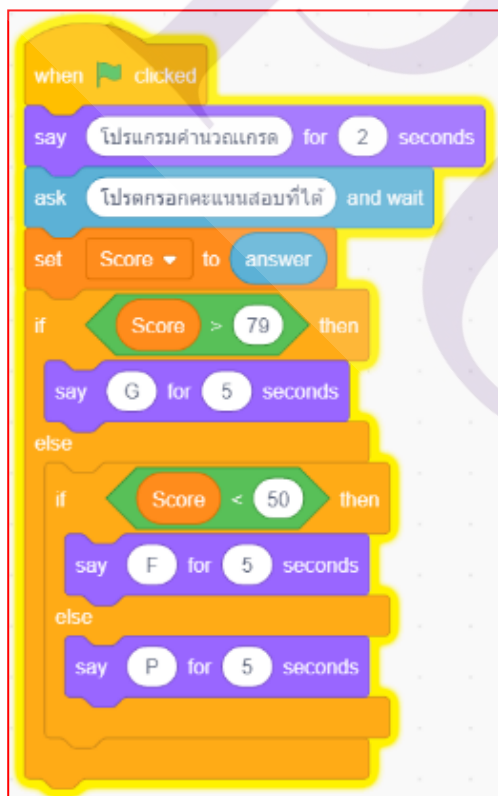 when clicked
say โปรแกรมคำนวณเกรด for 2 seconds
ask โปรดกรอกคะแนนสอบที่ได้ and wait
set Score to answer
if Score > 79 then
say G for 5 seconds
else
if Score < 50 then
say F for 5 seconds
else
say P for 5 seconds